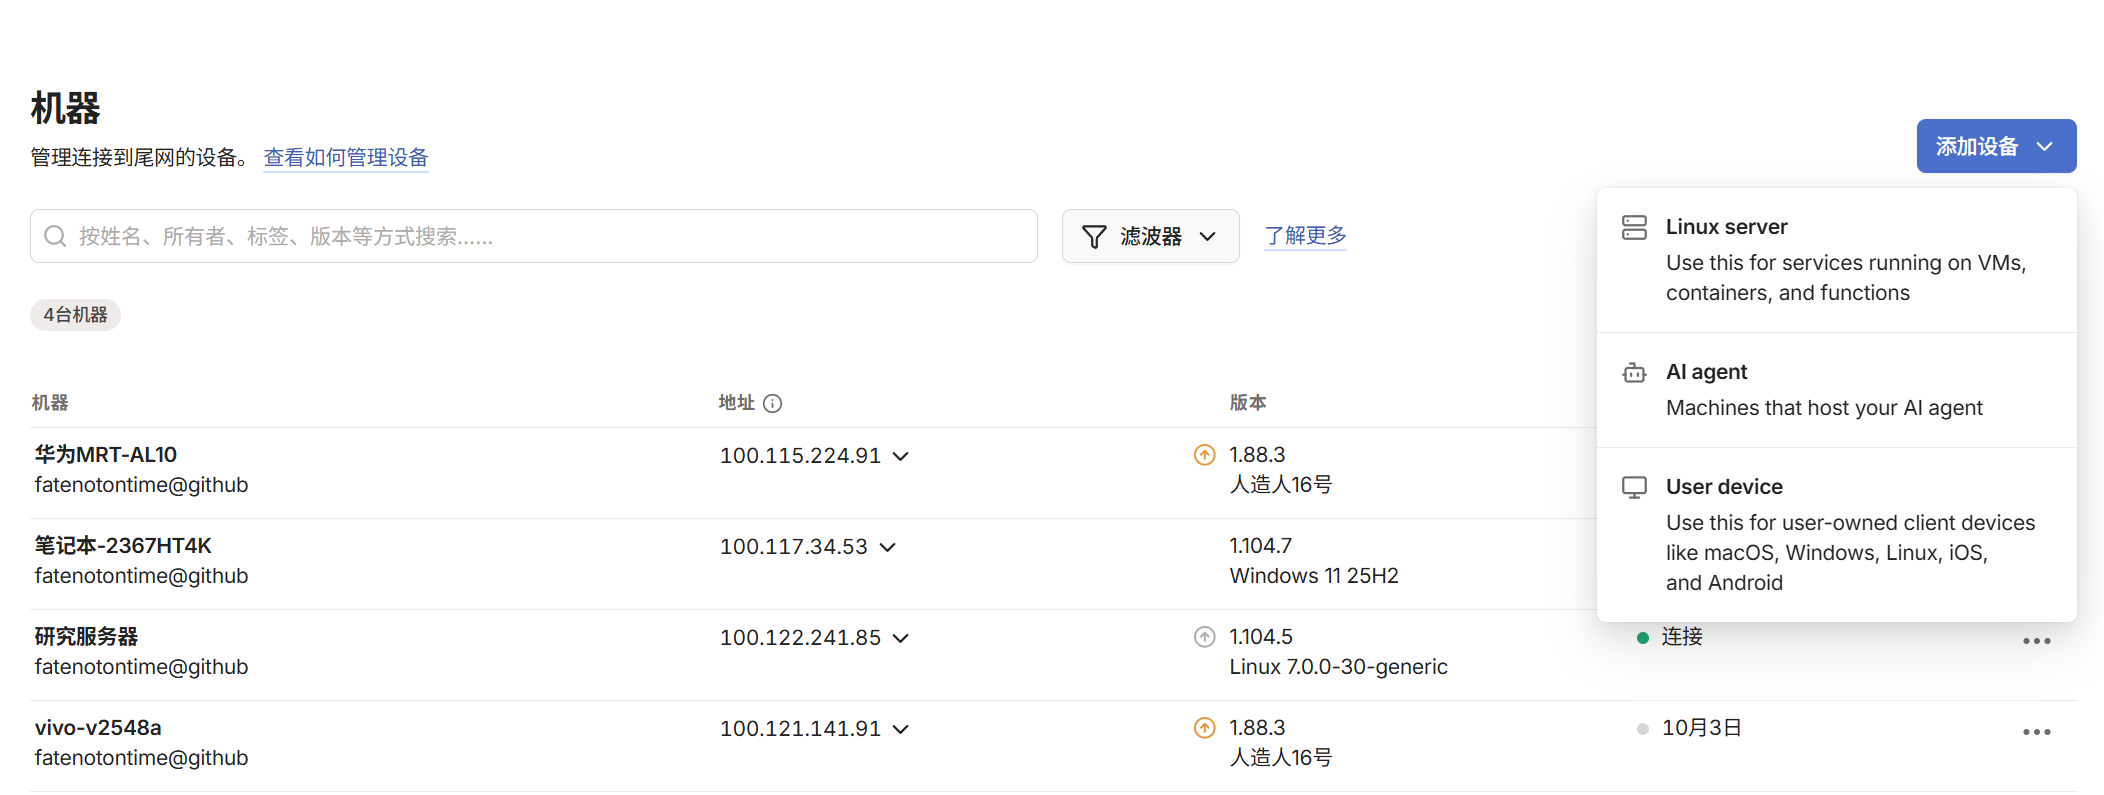 机器
管理连接到尾网的设备。 查看如何管理设备
添加设备
按姓名、所有者、标签、版本等方式搜索……
滤波器
了解更多
4台机器
Linux server
Use this for services running on VMs,
containers, and functions
AI agent
Machines that host your AI agent
User device
Use this for user-owned client devices
like macOS, Windows, Linux, iOS,
and Android
机器 地址 版本
华为MRT-AL10 100.115.224.91 1.88.3
fatenotontime@github 人造人16号
笔记本-2367HT4K 100.117.34.53 1.104.7
fatenotontime@github Windows 11 25H2
研究服务器 100.122.241.85 1.104.5 连接
fatenotontime@github Linux 7.0.0-30-generic
vivo-v2548a 100.121.141.91 1.88.3 10月3日
fatenotontime@github 人造人16号